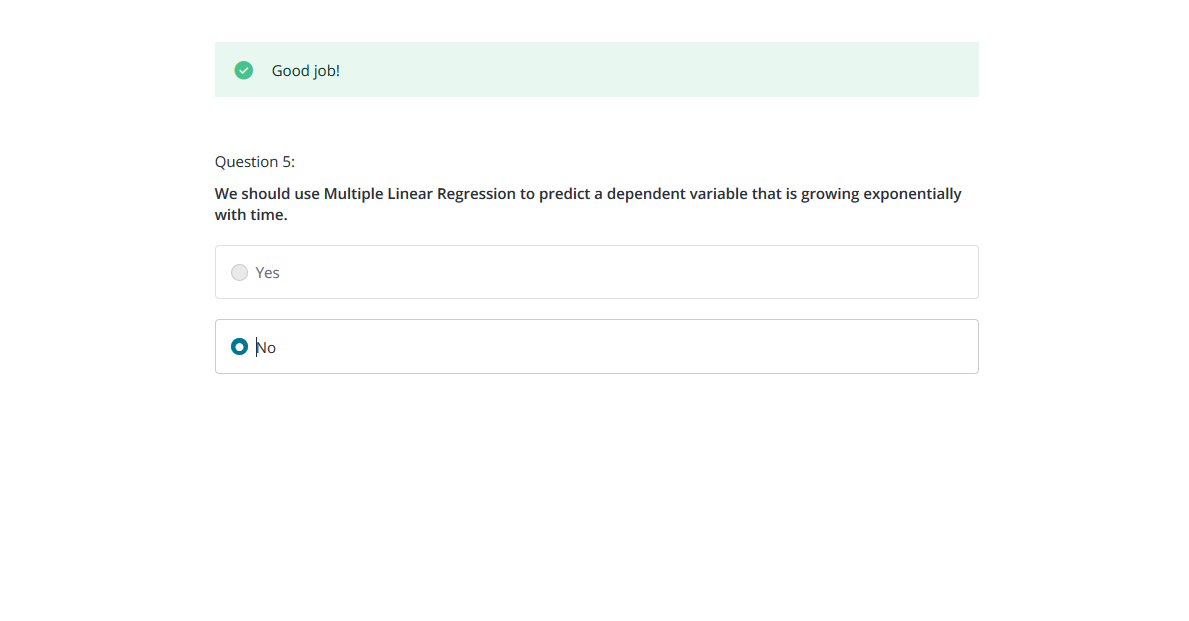 Good job!
Question 5:
We should use Multiple Linear Regression to predict a dependent variable that is growing exponentially
with time.
Yes
No